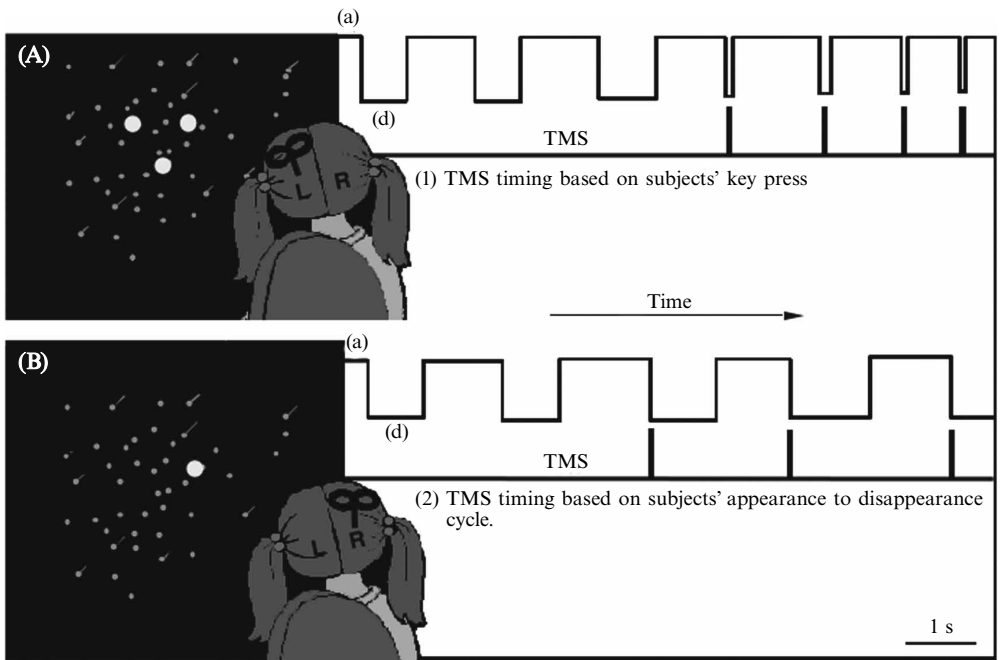 (a)
(A)
(d)
TMS
L R
(1) TMS timing based on subjects' key press
Time
(a)
(B)
(d)
TMS
(2) TMS timing based on subjects' appearance to disappearance
cycle.
L R
1 s